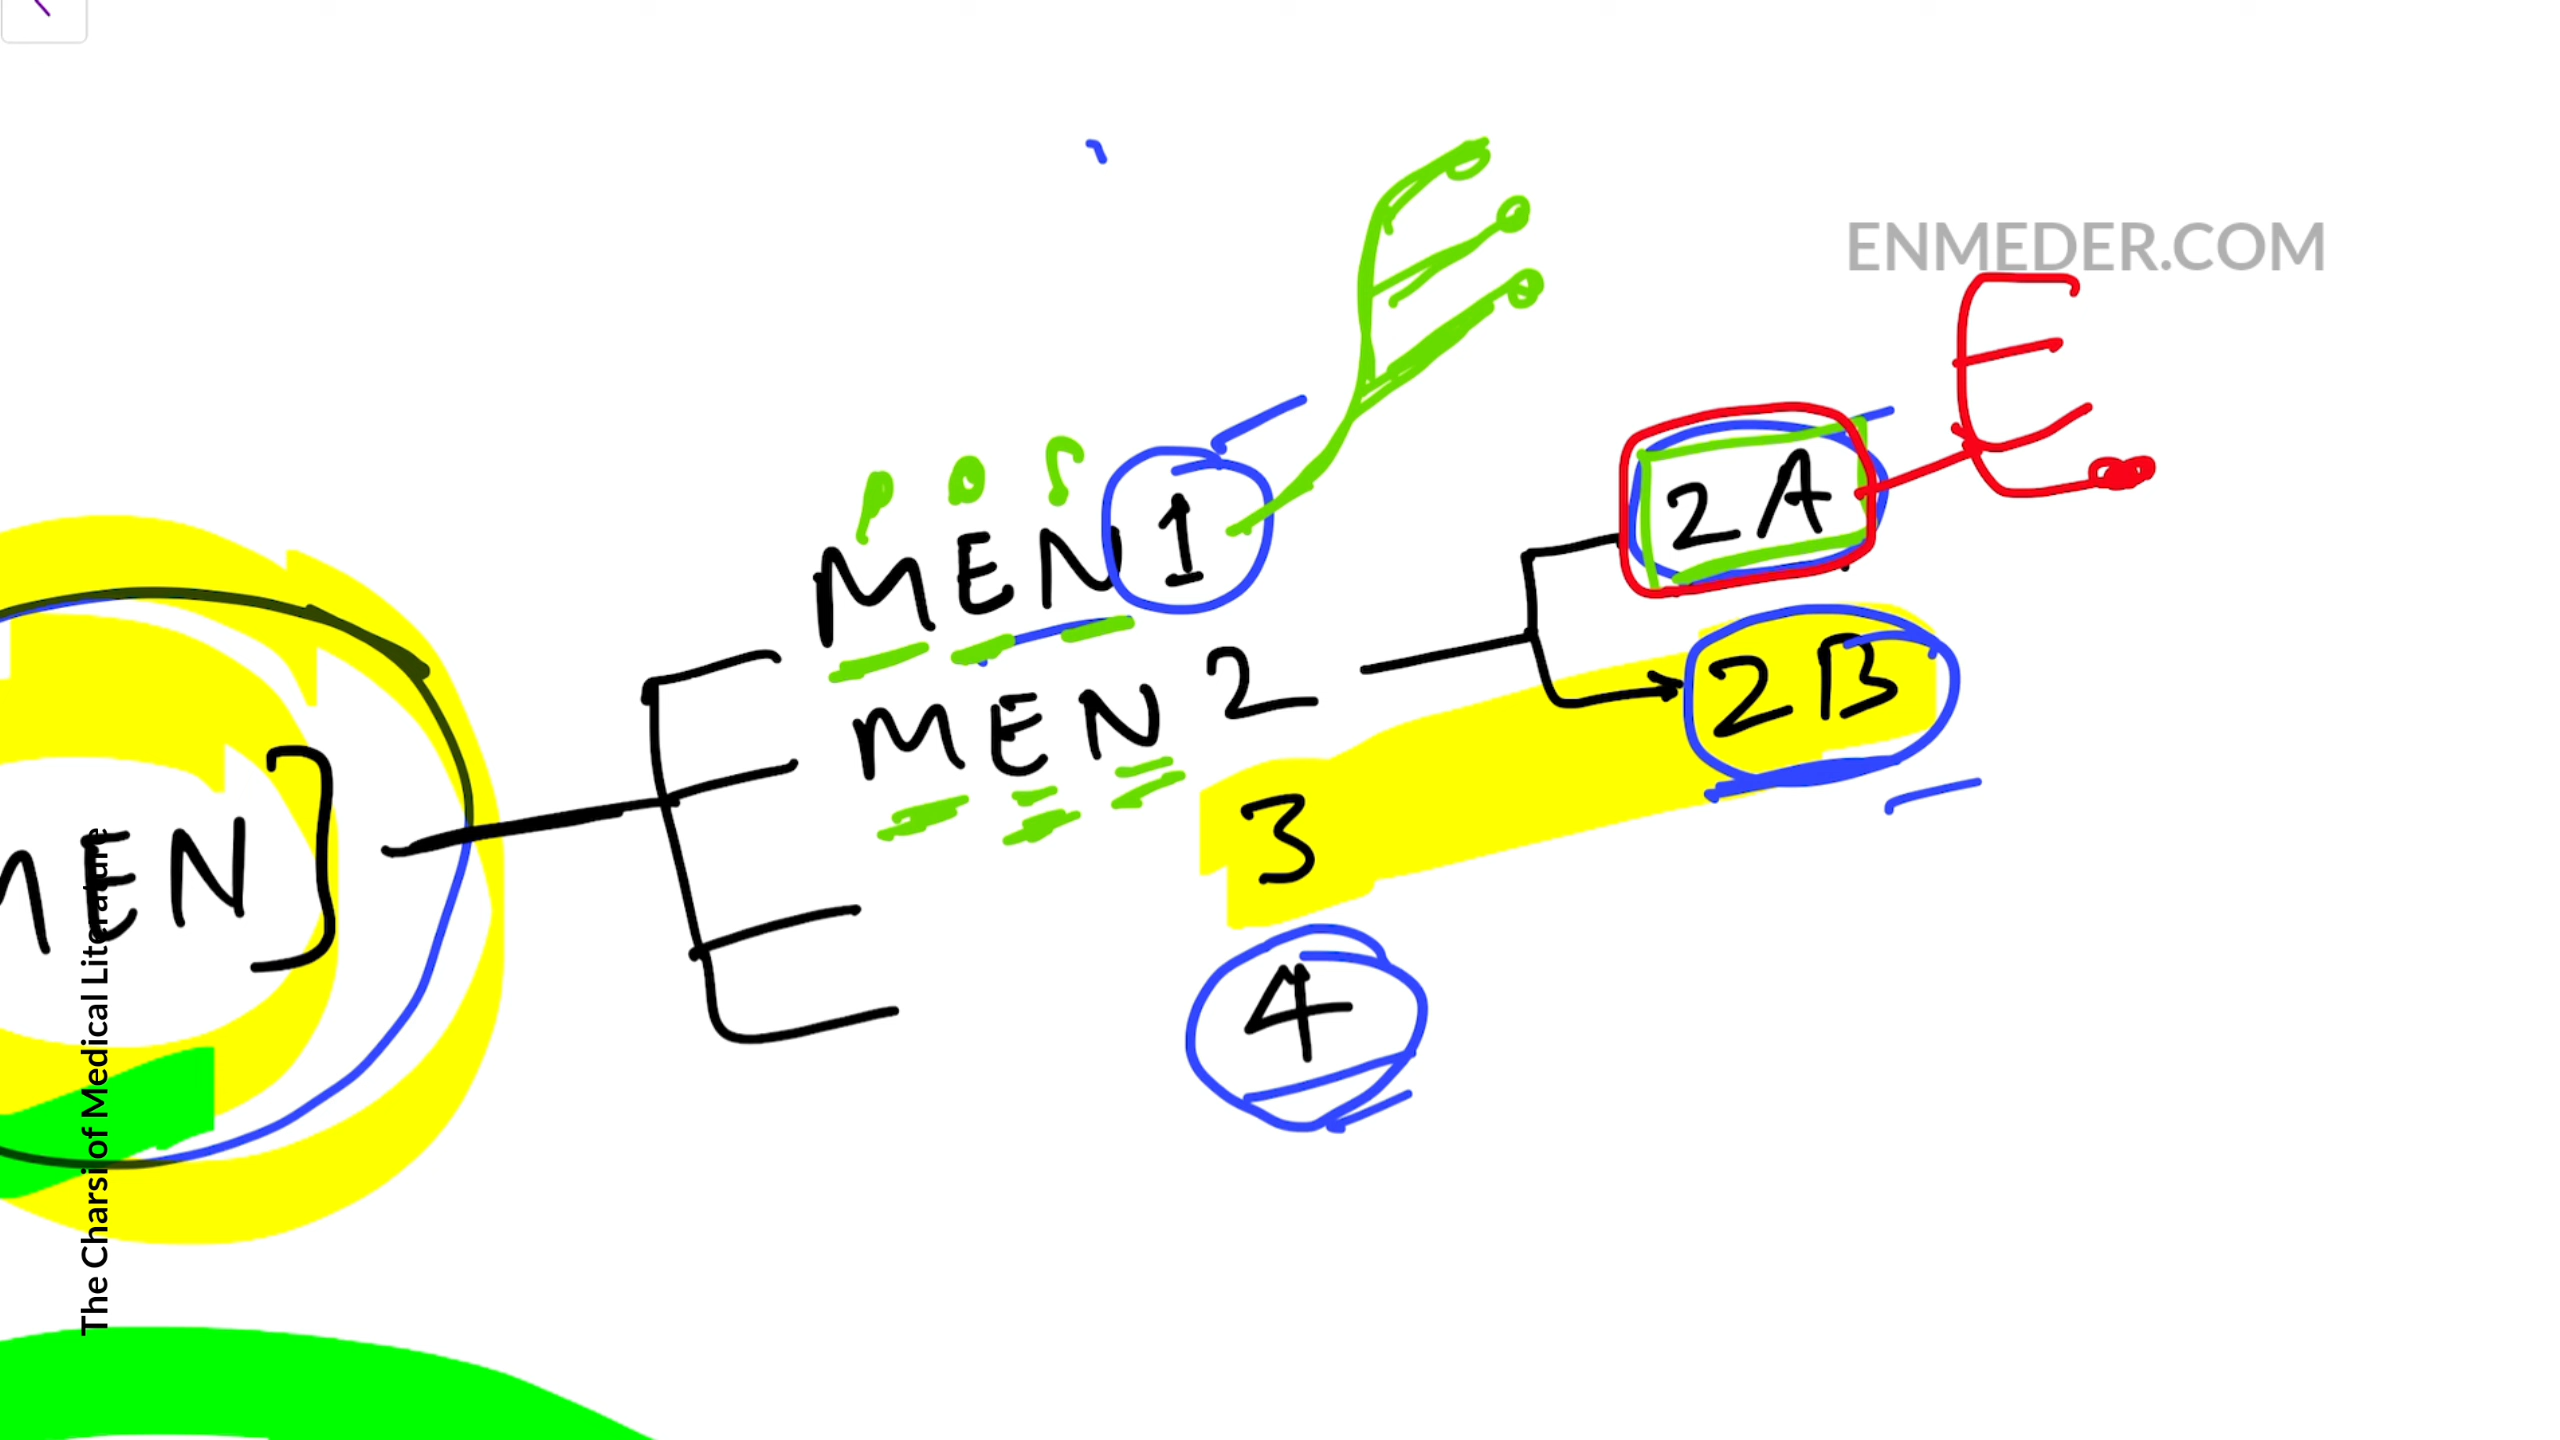 ENMEDER.COM
MEN 1
2A
MEN 2
2B
3
MEN
4
The Charsi of Medical Literature